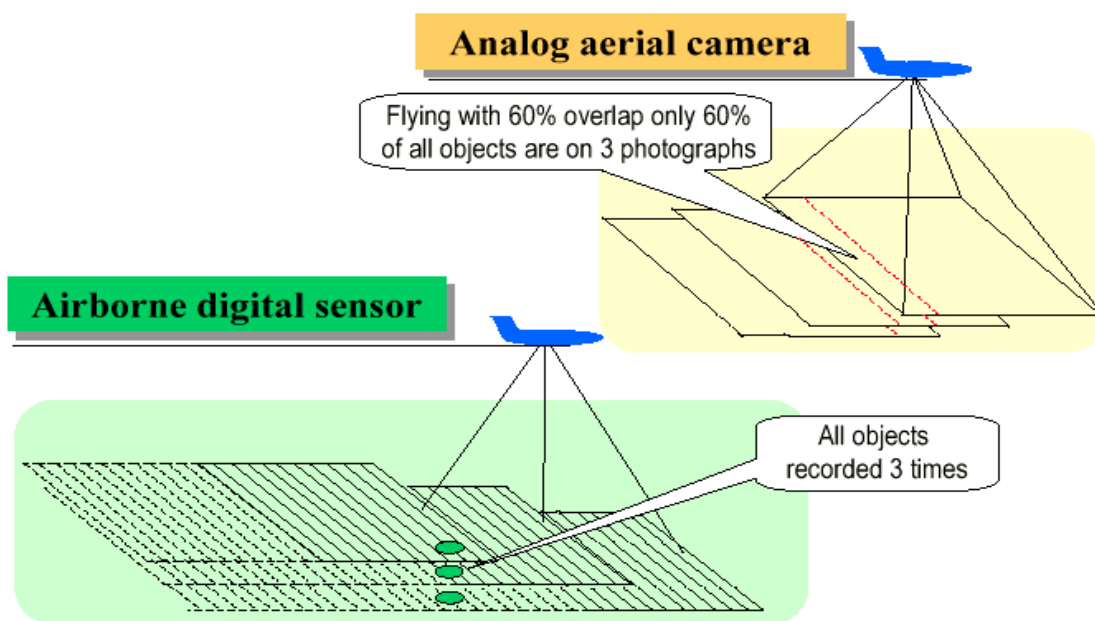 Analog aerial camera
Flying with 60% overlap only 60%
of all objects are on 3 photographs
Airborne digital sensor
All objects
recorded 3 times